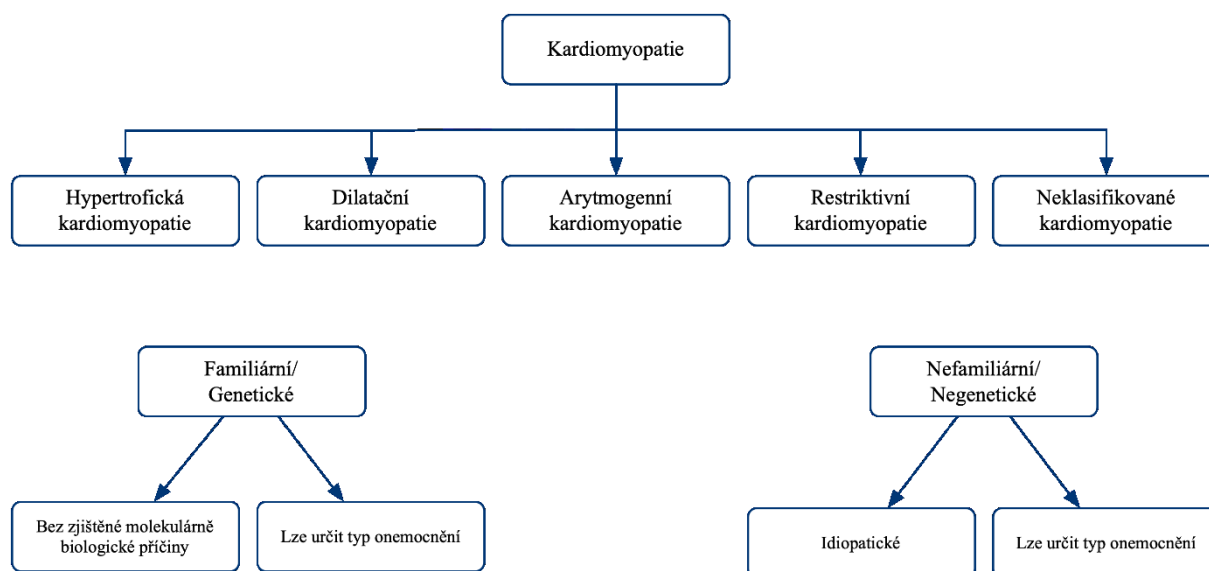 Kardiomyopatie
Hypertrofická
kardiomyopatie
Dilatační
kardiomyopatie
Arytmogenní
kardiomyopatie
Restriktivní
kardiomyopatie
Neklasifikované
kardiomyopatie
Familiární/
Genetické
Nefamiliární/
Negenetické
Bez zjištěné molekulárně
biologické příčiny
Lze určit typ onemocnění
Idiopatické
Lze určit typ onemocnění